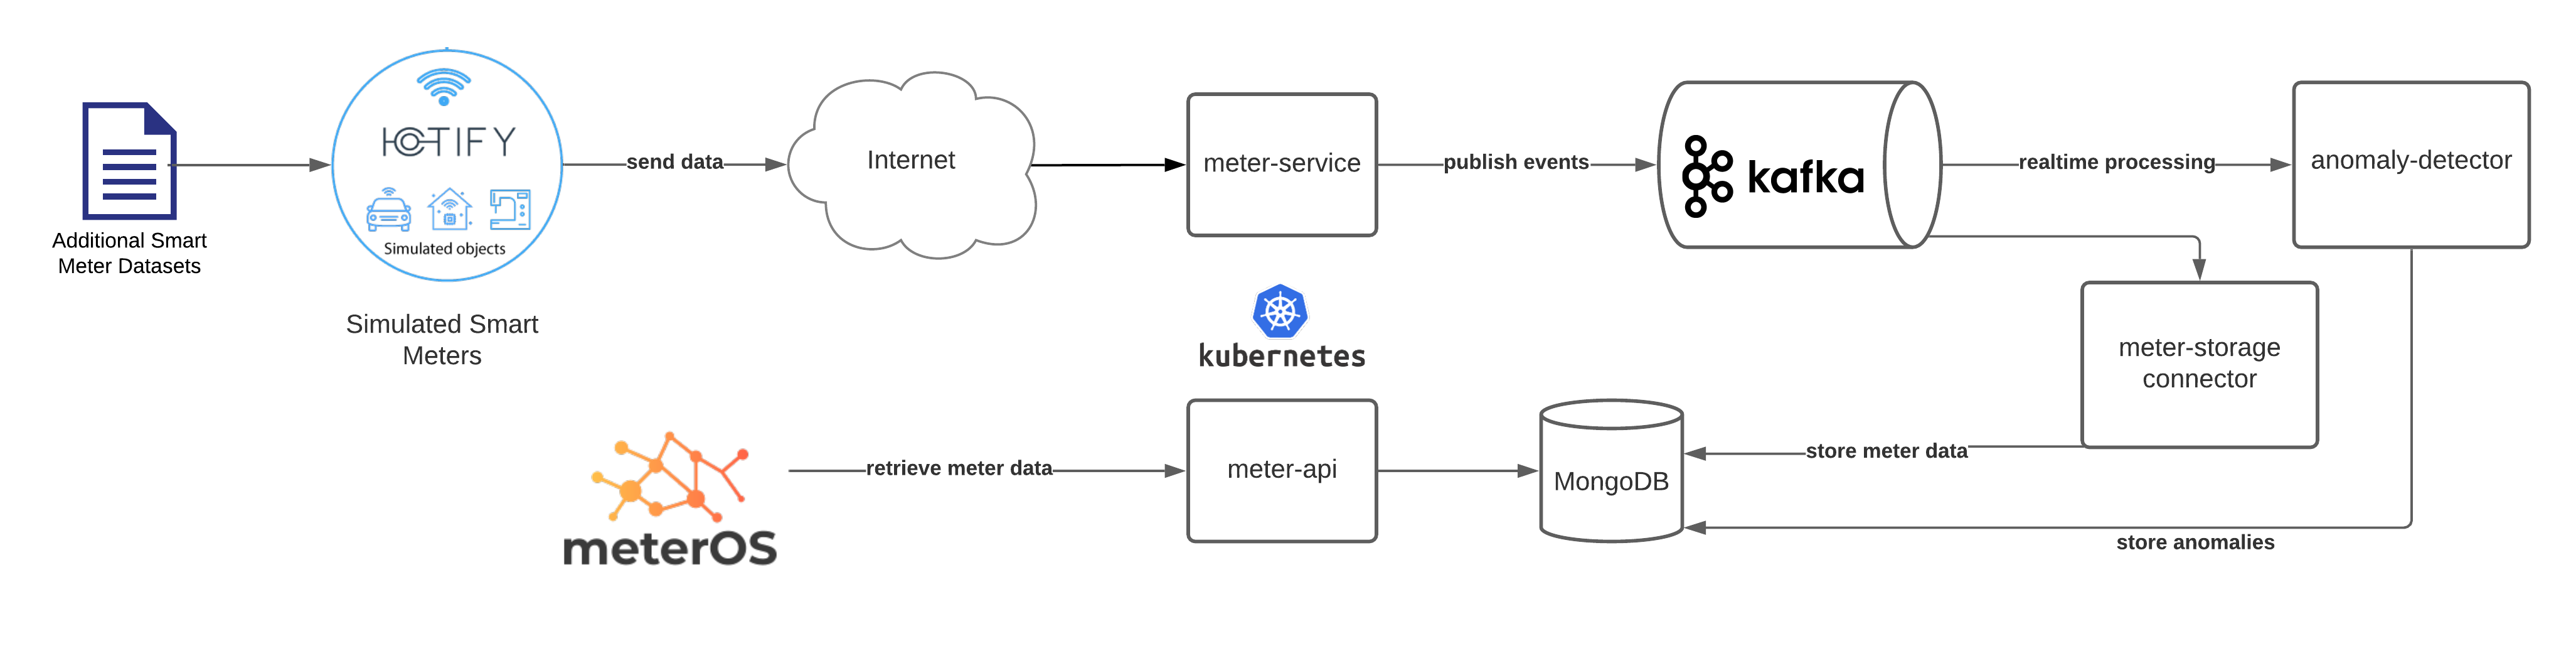 Additional Smart
Meter Datasets
IOTIFY
Simulated objects
Simulated Smart
Meters
send data
Internet
meter-service
publish events
kafka
realtime processing
anomaly-detector
kubernetes
meter-storage
connector
meterOS
retrieve meter data
meter-api
MongoDB
store meter data
store anomalies